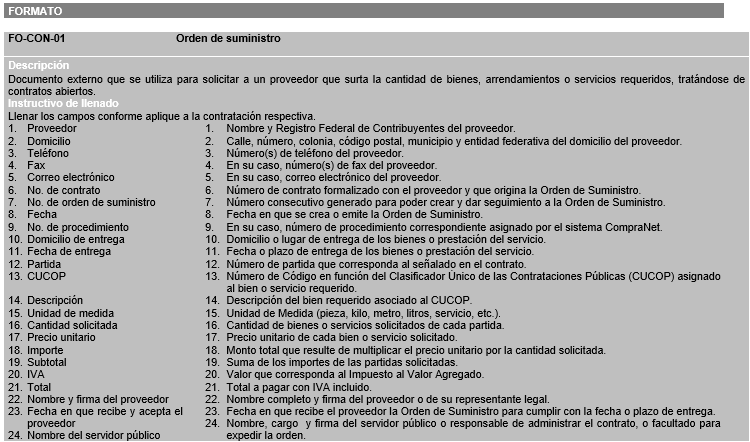 FORMATO
FO-CON-01 Orden de suministro
Descripción
Documento externo que se utiliza para solicitar a un proveedor que surta la cantidad de bienes, arrendamientos o servicios requeridos, tratándose de
contratos abiertos.
Instructivo de llenado
Llenar los campos conforme aplique a la contratación respectiva.
1. Proveedor 1. Nombre y Registro Federal de Contribuyentes del proveedor.
2. Domicilio 2. Calle, número, colonia, código postal, municipio y entidad federativa del domicilio del proveedor.
3. Teléfono 3. Número(s) de teléfono del proveedor.
4. Fax 4. En su caso, número(s) de fax del proveedor.
5. Correo electrónico 5. En su caso, correo electrónico del proveedor.
6. No. de contrato 6. Número de contrato formalizado con el proveedor y que origina la Orden de Suministro.
7. No. de orden de suministro 7. Número consecutivo generado para poder crear y dar seguimiento a la Orden de Suministro.
8. Fecha 8. Fecha en que se crea o emite la Orden de Suministro.
9. No. de procedimiento 9. En su caso, número de procedimiento correspondiente asignado por el sistema CompraNet.
10. Domicilio de entrega 10. Domicilio o lugar de entrega de los bienes o prestación del servicio.
11. Fecha de entrega 11. Fecha o plazo de entrega de los bienes o prestación del servicio.
12. Partida 12. Número de partida que corresponda al señalado en el contrato.
13. CUCOP 13. Número de Código en función del Clasificador Único de las Contrataciones Públicas (CUCOP) asignado
al bien o servicio requerido.
14. Descripción 14. Descripción del bien requerido asociado al CUCOP.
15. Unidad de medida 15. Unidad de Medida (pieza, kilo, metro, litros, servicio, etc.).
16. Cantidad solicitada 16. Cantidad de bienes o servicios solicitados de cada partida.
17. Precio unitario 17. Precio unitario de cada bien o servicio solicitado.
18. Importe 18. Monto total que resulte de multiplicar el precio unitario por la cantidad solicitada.
19. Subtotal 19. Suma de los importes de las partidas solicitadas.
20. IVA 20. Valor que corresponda al Impuesto al Valor Agregado.
21. Total 21. Total a pagar con IVA incluido.
22. Nombre y firma del proveedor 22. Nombre completo y firma del proveedor o de su representante legal.
23. Fecha en que recibe y acepta el 23. Fecha en que recibe el proveedor la Orden de Suministro para cumplir con la fecha o plazo de entrega.
proveedor 24. Nombre, cargo y firma del servidor público o responsable de administrar el contrato, o facultado para
24. Nombre del servidor público expedir la orden.